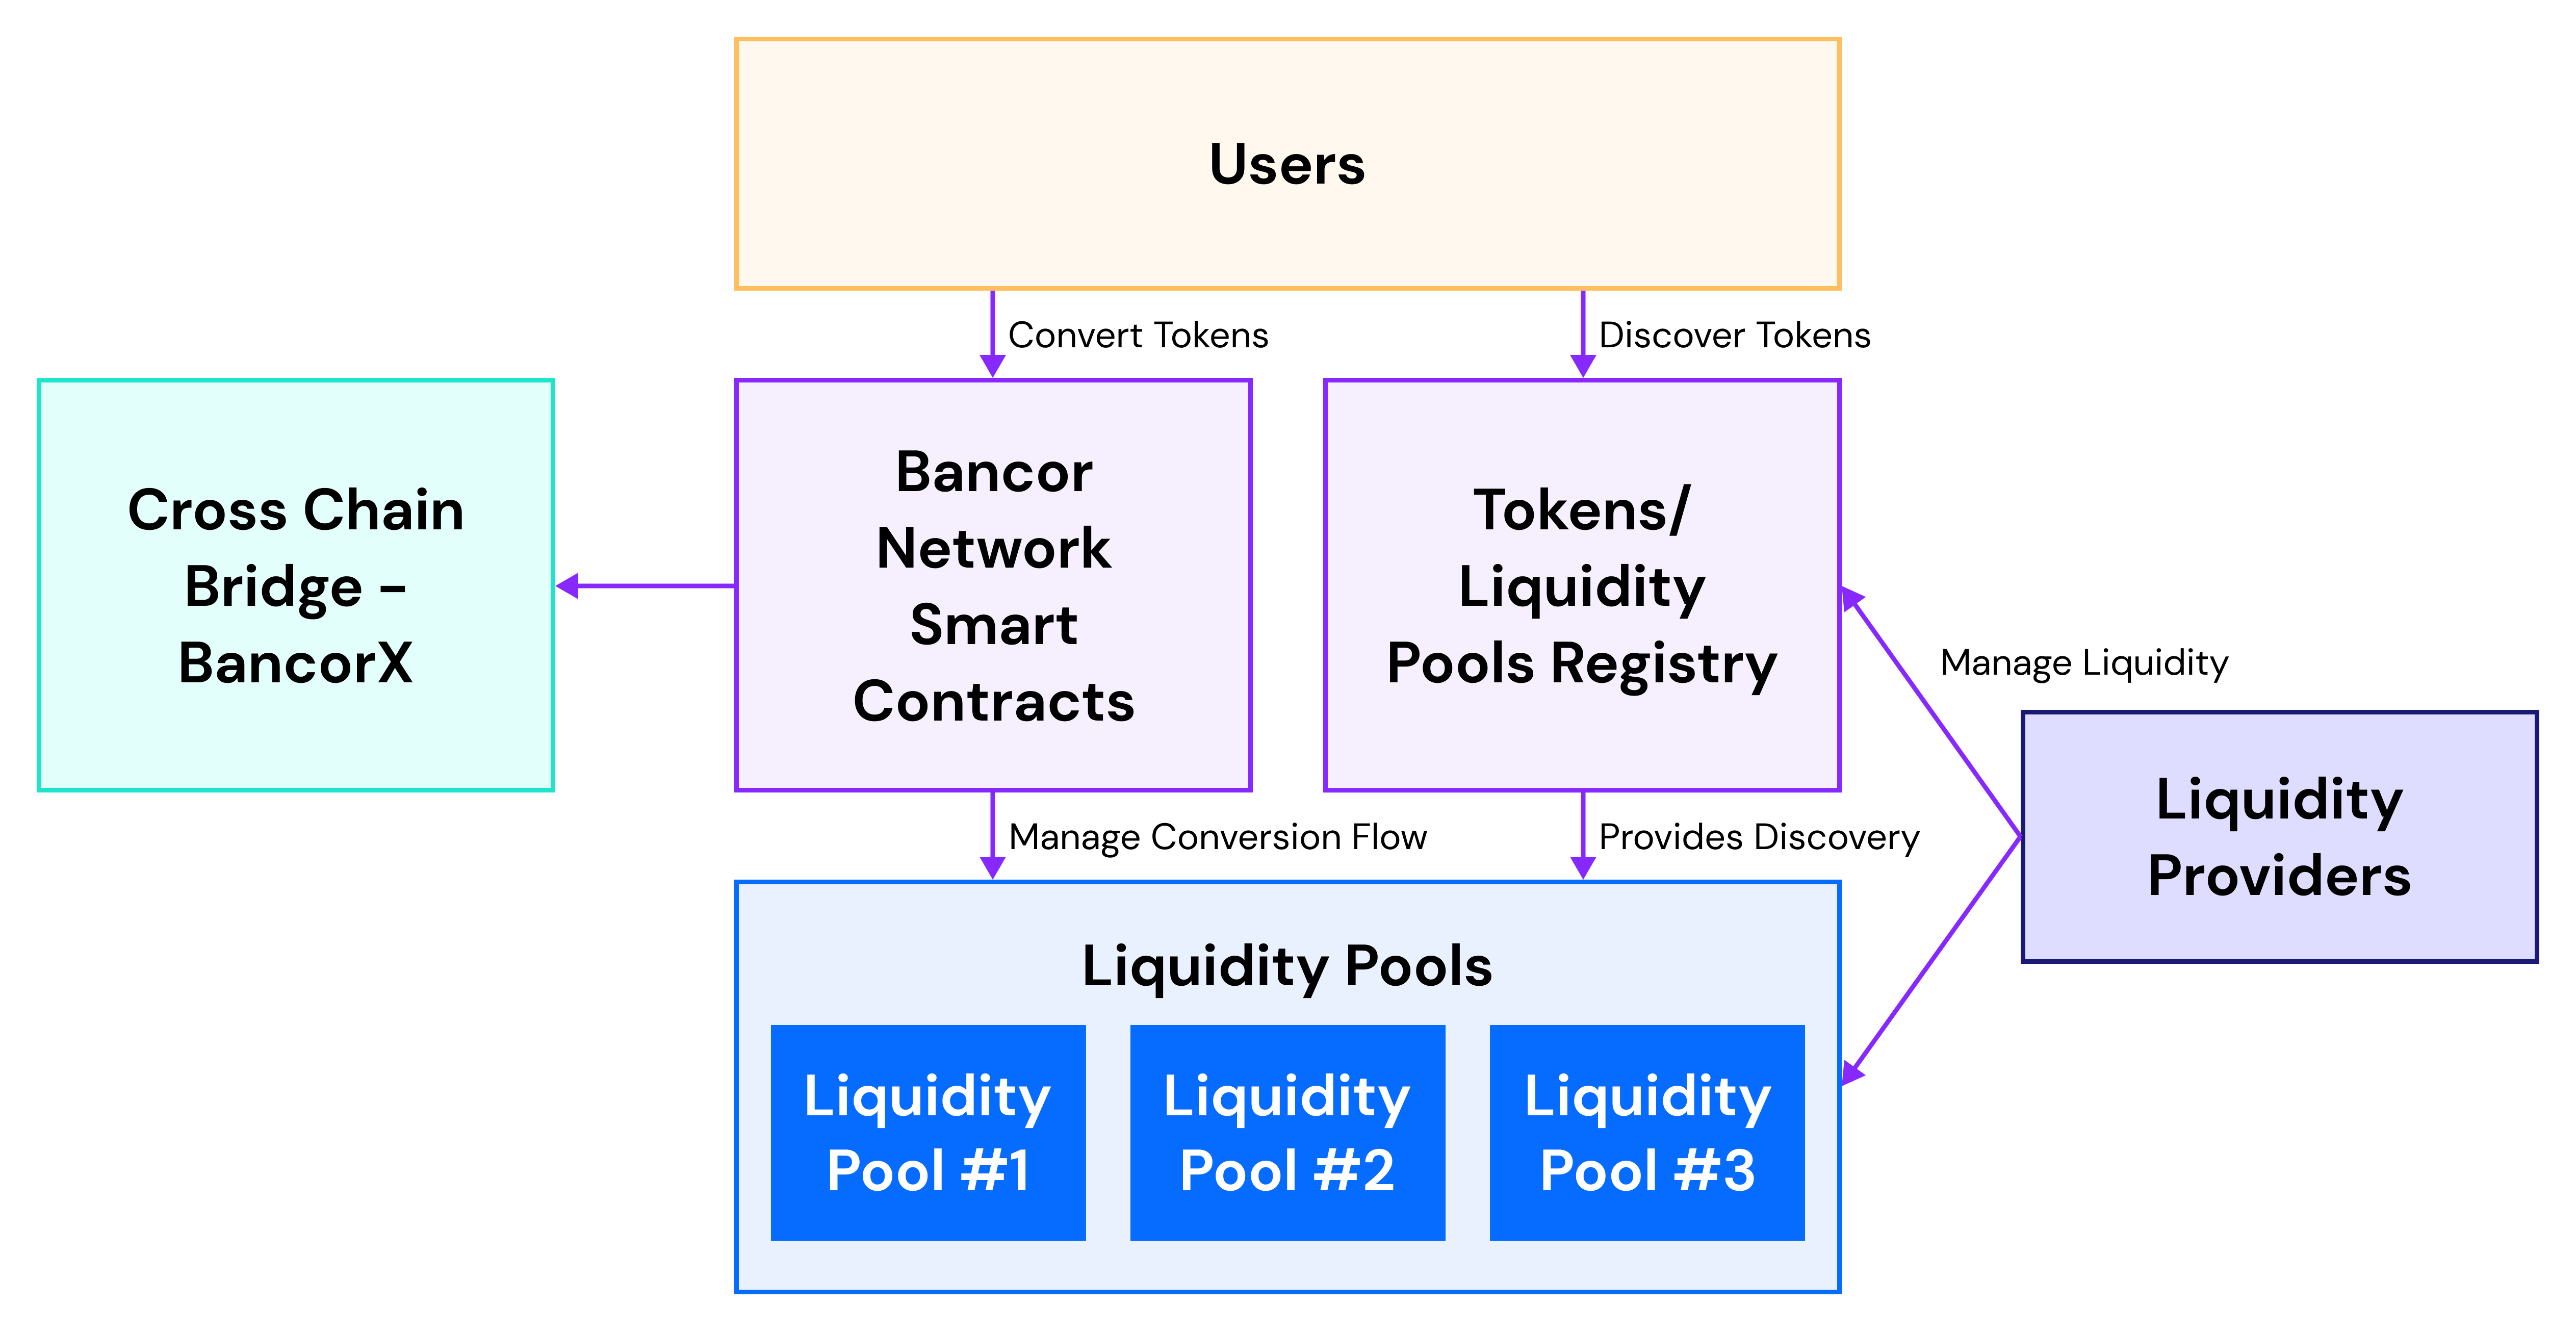 Users
Convert Tokens
Discover Tokens
Cross Chain
Bridge –
BancorX
Bancor
Network
Smart
Contracts
Tokens/
Liquidity
Pools Registry
Manage Liquidity
Liquidity
Providers
Manage Conversion Flow
Provides Discovery
Liquidity Pools
Liquidity
Pool #1
Liquidity
Pool #2
Liquidity
Pool #3